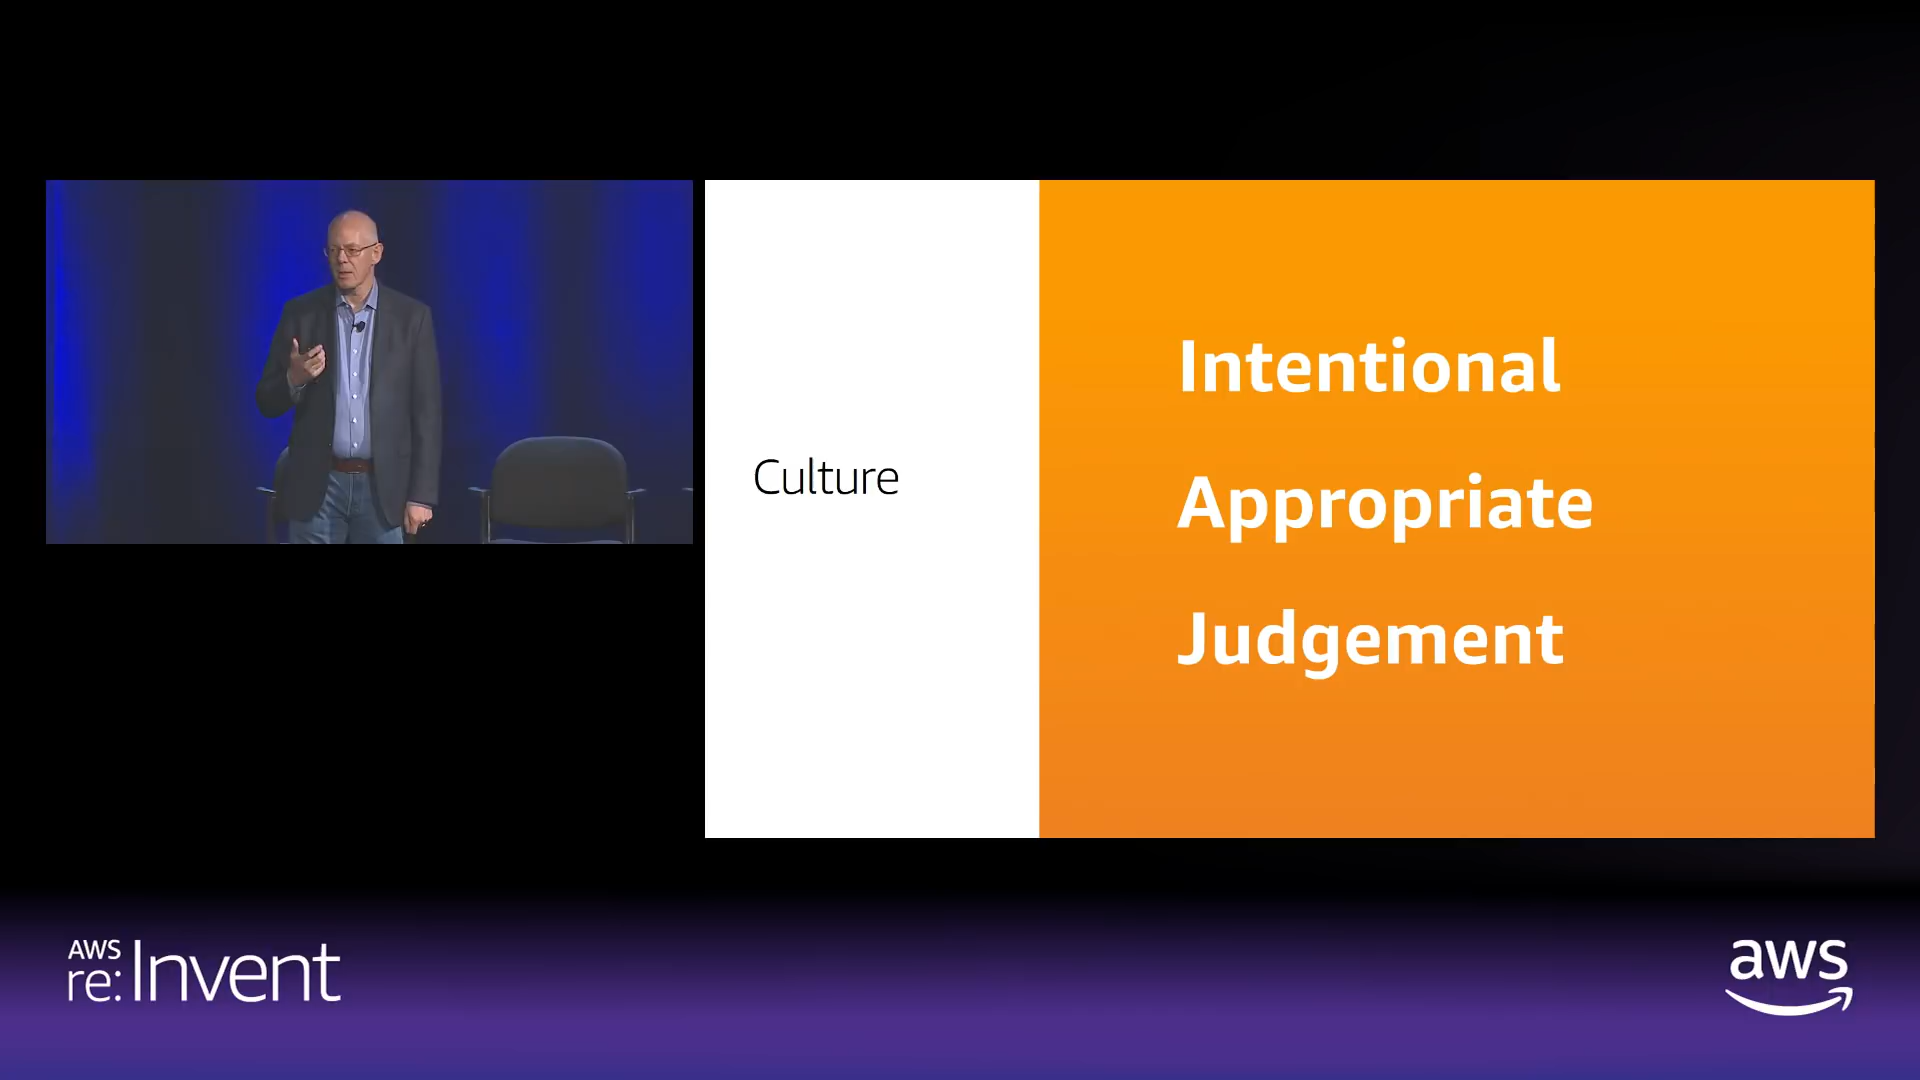 Culture
Intentional
Appropriate
Judgement
AWS
re:Invent
aws